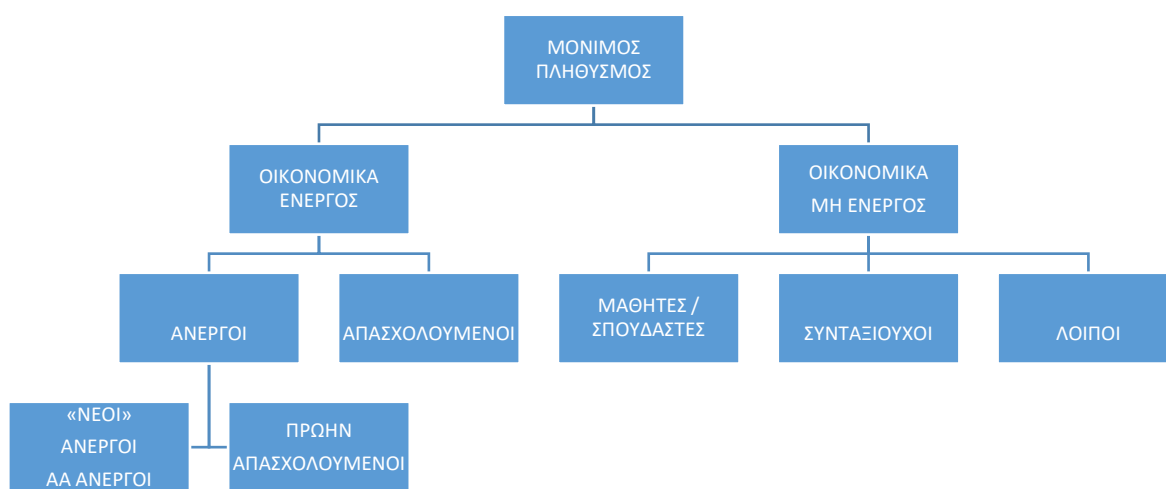 ΜΟΝΙΜΟΣ
ΠΛΗΘΥΣΜΟΣ
ΟΙΚΟΝΟΜΙΚΑ
ΕΝΕΡΓΟΣ
ΟΙΚΟΝΟΜΙΚΑ
ΜΗ ΕΝΕΡΓΟΣ
ΑΝΕΡΓΟΙ
ΑΠΑΣΧΟΛΟΥΜΕΝΟΙ
ΜΑΘΗΤΕΣ /
ΣΠΟΥΔΑΣΤΕΣ
ΣΥΝΤΑΞΙΟΥΧΟΙ
ΛΟΙΠΟΙ
«ΝΕΟΙ»
ΑΝΕΡΓΟΙ
ΑΑ ΑΝΕΡΓΟΙ
ΠΡΩΗΝ
ΑΠΑΣΧΟΛΟΥΜΕΝΟΙ